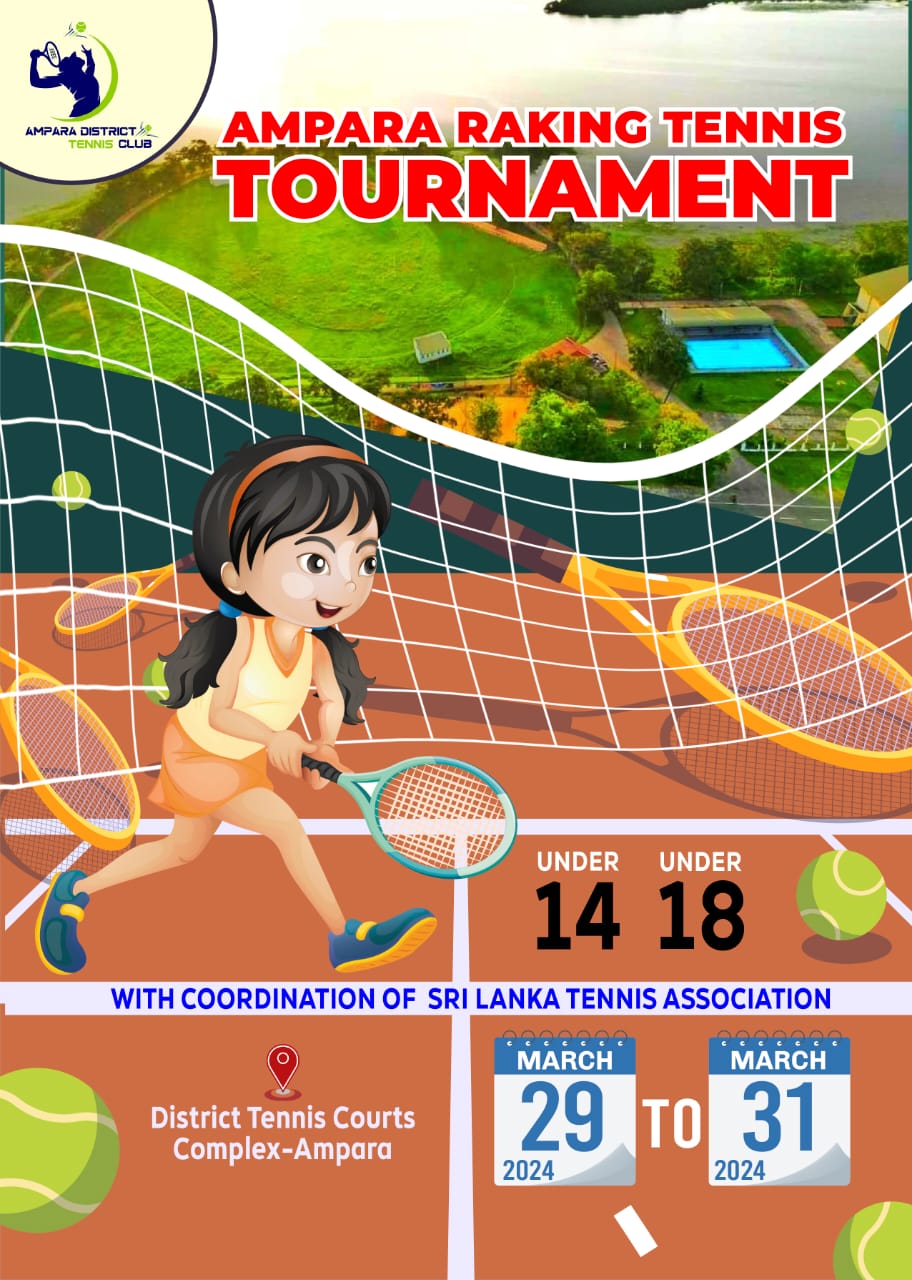 AMPARA DISTRICT
TENNIS CLUB
AMPARA RAKING TENNIS
TOURNAMENT
UNDER UNDER
14 18
WITH COORDINATION OF SRI LANKA TENNIS ASSOCIATION
District Tennis Courts
Complex-Ampara
MARCH
29
2024
TO
MARCH
31
2024